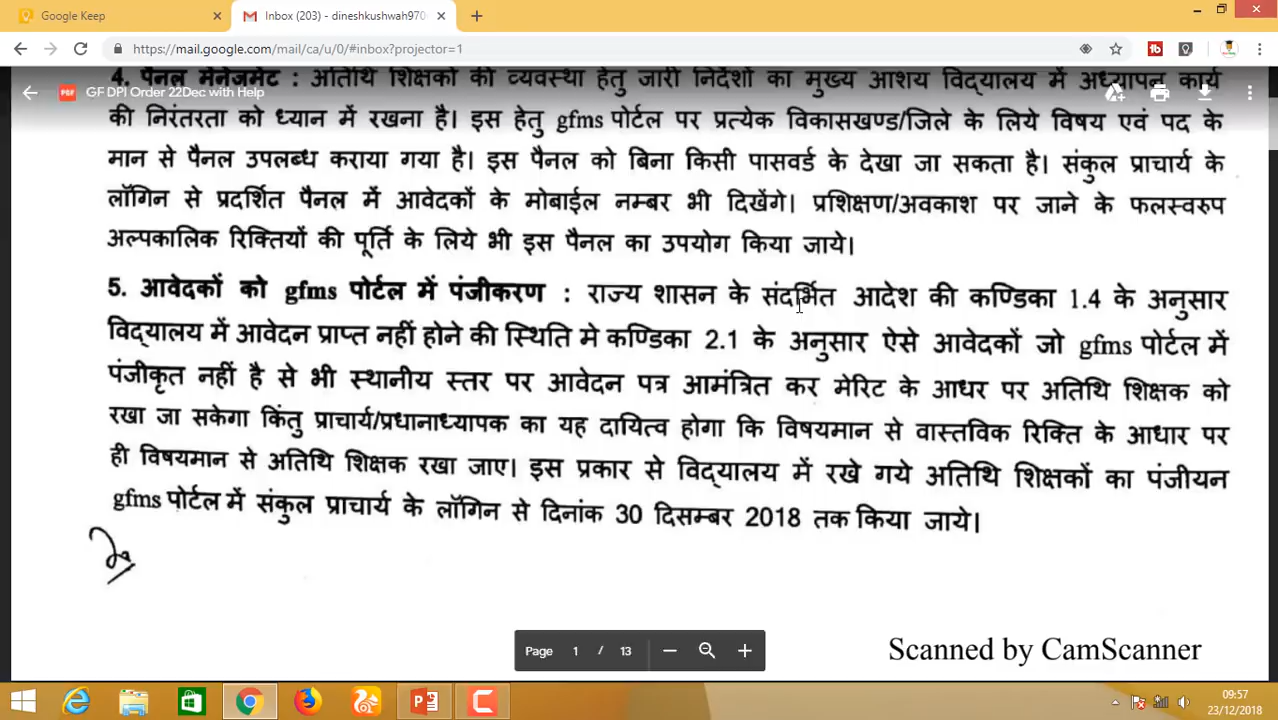 Google Keep
Inbox (203) - dineshkushwah970
https://mail.google.com/mail/ca/u/0/#inbox?projector=1
4. पैनल मेनेजमेंट : अतिथि शिक्षकों की व्यवस्था हेतु जारी निर्देशों का मुख्य आशय विद्यालय में अध्यापन कार्य
GF DPI Order 22Dec with Help
की निरंतरता को ध्यान में रखना है। इस हेतु gfms पोर्टल पर प्रत्येक विकासखण्ड/जिले के लिये विषय एवं पद के
मान से पैनल उपलब्ध कराया गया है। इस पैनल को बिना किसी पासवर्ड के देखा जा सकता है। संकुल प्राचार्य के
लॉगिन से प्रदर्शित पैनल में आवेदकों के मोबाईल नम्बर भी दिखेंगे। प्रशिक्षण/अवकाश पर जाने के फलस्वरुप
अल्पकालिक रिक्तियों की पूर्ति के लिये भी इस पैनल का उपयोग किया जाये।
5. आवेदकों को gfms पोर्टल में पंजीकरण : राज्य शासन के संदर्भित आदेश की कण्डिका 1.4 के अनुसार
विद्यालय में आवेदन प्राप्त नहीं होने की स्थिति मे कण्डिका 2.1 के अनुसार ऐसे आवेदकों जो gfms पोर्टल में
पंजीकृत नहीं है से भी स्थानीय स्तर पर आवेदन पत्र आमंत्रित कर मेरिट के आधर पर अतिथि शिक्षक को
रखा जा सकेगा किंतु प्राचार्य/प्रधानाध्यापक का यह दायित्व होगा कि विषयमान से वास्तविक रिक्ति के आधार पर
ही विषयमान से अतिथि शिक्षक रखा जाए। इस प्रकार से विद्यालय में रखे गये अतिथि शिक्षकों का पंजीयन
gfms पोर्टल में संकुल प्राचार्य के लॉगिन से दिनांक 30 दिसम्बर 2018 तक किया जाये।
Scanned by CamScanner
Page 1 / 13
09:57
23/12/2018